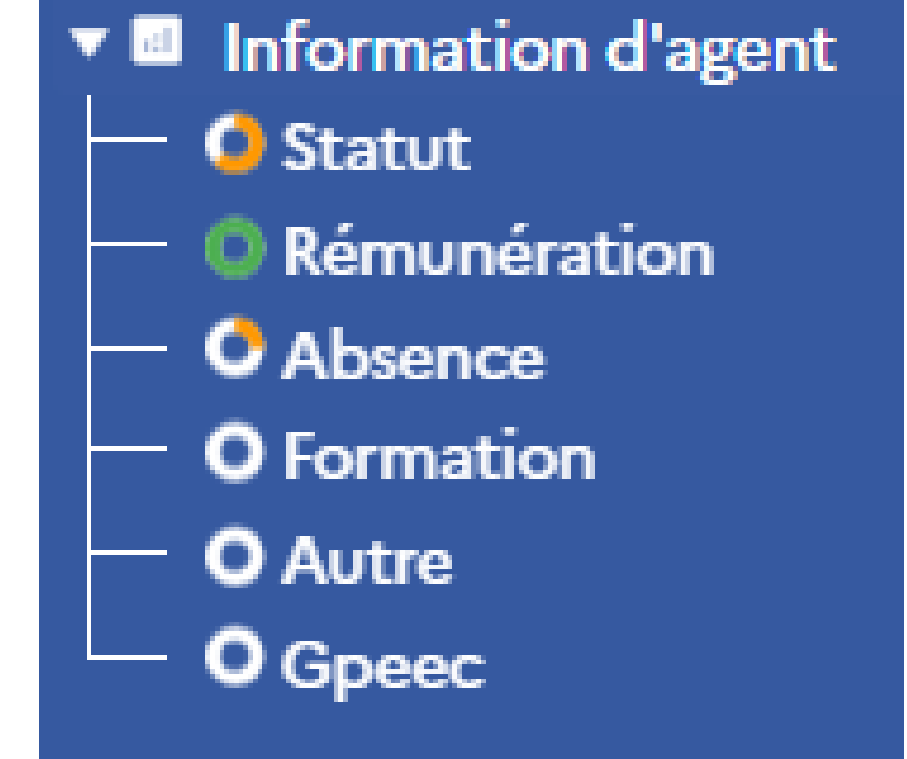 Information d'agent
Statut
Rémunération
Absence
Formation
Autre
Gpeec